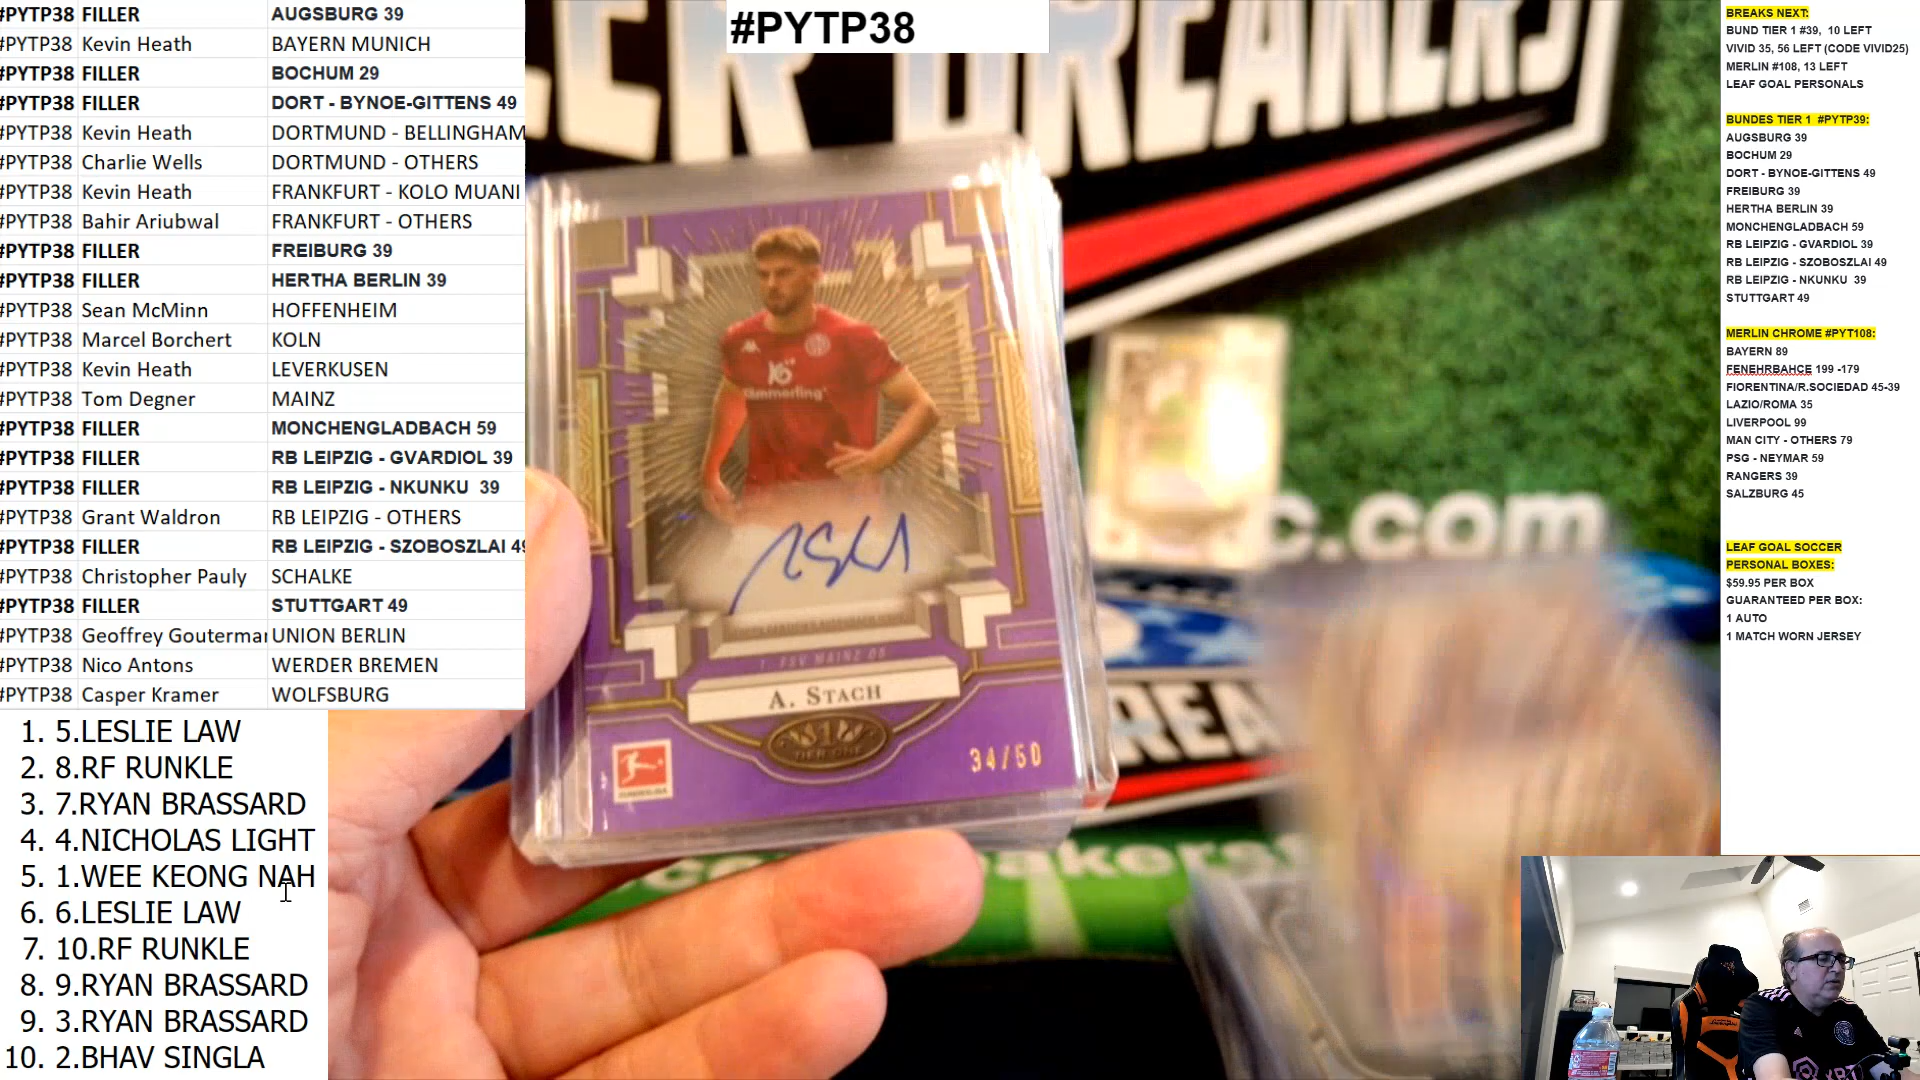 #PYTP38 FILLER AUGSBURG 39
#PYTP38 Kevin Heath BAYERN MUNICH
#PYTP38 FILLER BOCHUM 29
#PYTP38 FILLER DORT - BYNOE-GITTENS 49
#PYTP38 Kevin Heath DORTMUND - BELLINGHAM
#PYTP38 Charlie Wells DORTMUND - OTHERS
#PYTP38 Kevin Heath FRANKFURT - KOLO MUANI
#PYTP38 Bahir Ariubwal FRANKFURT - OTHERS
#PYTP38 FILLER FREIBURG 39
#PYTP38 FILLER HERTHA BERLIN 39
#PYTP38 Sean McMinn HOFFENHEIM
#PYTP38 Marcel Borchert KOLN
#PYTP38 Kevin Heath LEVERKUSEN
#PYTP38 Tom Degner MAINZ
#PYTP38 FILLER MONCHENGLADBACH 59
#PYTP38 FILLER RB LEIPZIG - GVARDIOL 39
#PYTP38 FILLER RB LEIPZIG - NKUNKU 39
#PYTP38 Grant Waldron RB LEIPZIG - OTHERS
#PYTP38 FILLER RB LEIPZIG - SZOBOSZLAI 49
#PYTP38 Christopher Pauly SCHALKE
#PYTP38 FILLER STUTTGART 49
#PYTP38 Geoffrey Gouterman UNION BERLIN
#PYTP38 Nico Antons WERDER BREMEN
#PYTP38 Casper Kramer WOLFSBURG
1. 5.LESLIE LAW
2. 8.RF RUNKLE
3. 7.RYAN BRASSARD
4. 4.NICHOLAS LIGHT
5. 1.WEE KEONG NAH
6. 6.LESLIE LAW
7. 10.RF RUNKLE
8. 9.RYAN BRASSARD
9. 3.RYAN BRASSARD
10. 2.BHAV SINGLA
#PYTP38
LER BREAKERS
c.com
1. FSV MAINZ 05
A. STACH
TIER ONE
34/50
BUNDESLIGA
BREAKS NEXT:
BUND TIER 1 #39, 10 LEFT
VIVID 35, 56 LEFT (CODE VIVID25)
MERLIN #108, 13 LEFT
LEAF GOAL PERSONALS
BUNDES TIER 1 #PYTP39:
AUGSBURG 39
BOCHUM 29
DORT - BYNOE-GITTENS 49
FREIBURG 39
HERTHA BERLIN 39
MONCHENGLADBACH 59
RB LEIPZIG - GVARDIOL 39
RB LEIPZIG - SZOBOSZLAI 49
RB LEIPZIG - NKUNKU 39
STUTTGART 49
MERLIN CHROME #PYT108:
BAYERN 89
FENEHRBAHCE 199 -179
FIORENTINA/R.SOCIEDAD 45-39
LAZIO/ROMA 35
LIVERPOOL 99
MAN CITY - OTHERS 79
PSG - NEYMAR 59
RANGERS 39
SALZBURG 45
LEAF GOAL SOCCER
PERSONAL BOXES:
$59.95 PER BOX
GUARANTEED PER BOX:
1 AUTO
1 MATCH WORN JERSEY